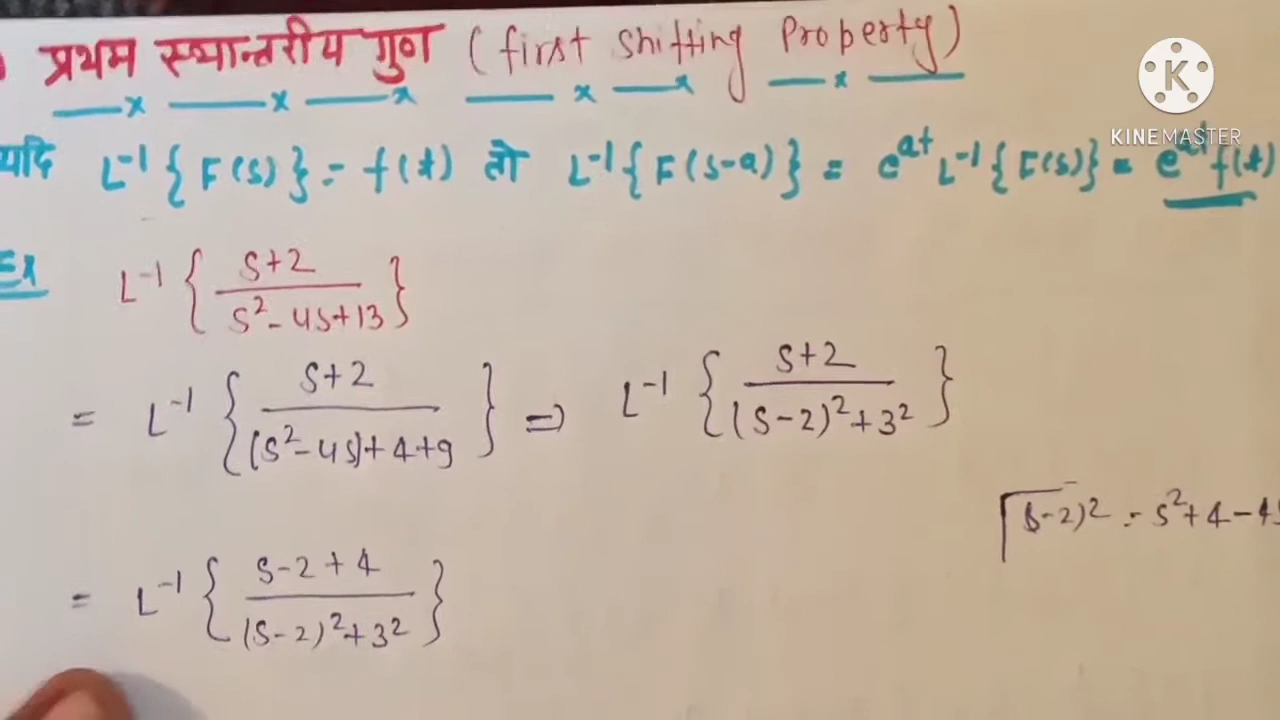 प्रथम स्थान्तरीय गुण (first Shifting Property)
KINEMASTER
यदि L⁻¹{F(s)} = f(t) तो L⁻¹{F(s-a)} = eᵃᵗ L⁻¹{F(s)} = eᵃᵗ f(t)
Ex L⁻¹{(s+2)/(s²-4s+13)}
= L⁻¹{(s+2)/((s²-4s)+4+9)} ⇒ L⁻¹{(s+2)/((s-2)²+3²)}
(s-2)² = s²+4-4s
= L⁻¹{(s-2+4)/((s-2)²+3²)}